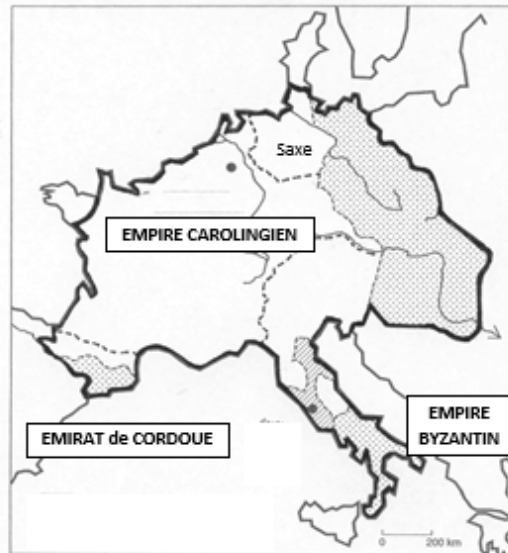 Saxe
EMPIRE CAROLINGIEN
EMIRAT de CORDOUE
EMPIRE
BYZANTIN
0 200 km